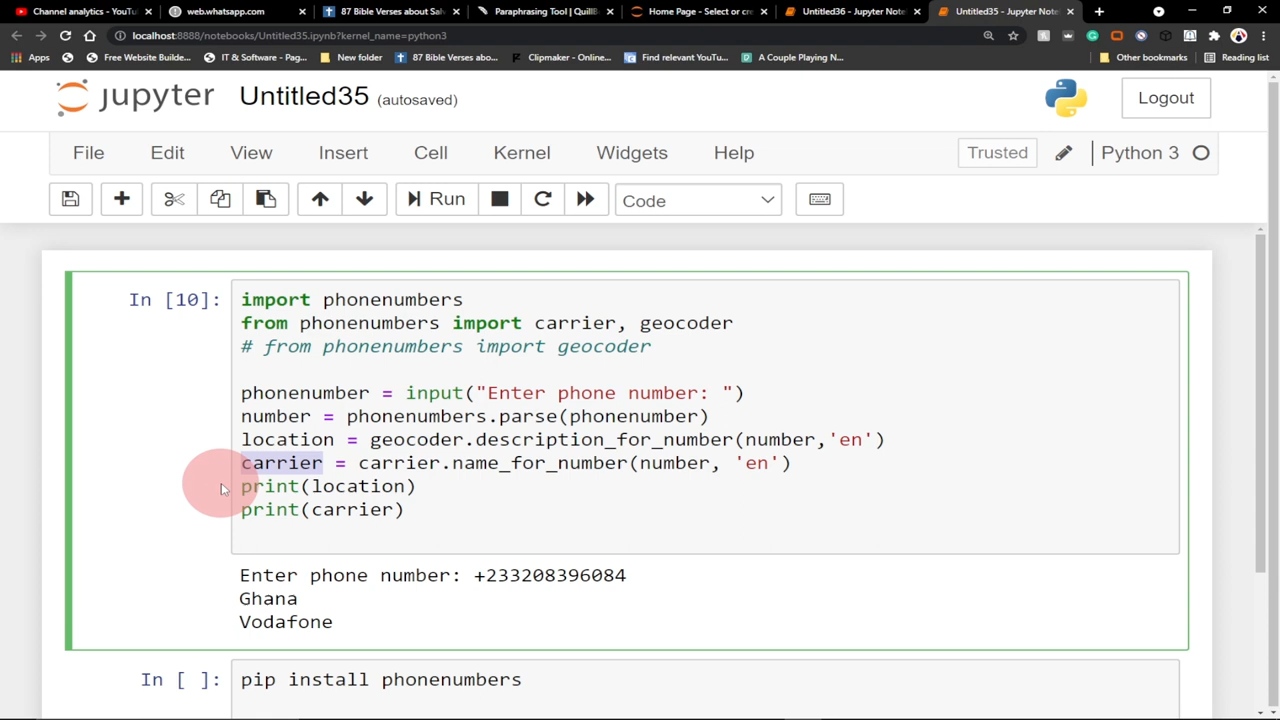 Channel analytics - YouTu
web.whatsapp.com
87 Bible Verses about Sal
Paraphrasing Tool | QuillB
Home Page - Select or cre
Untitled36 - Jupyter Note
Untitled35 - Jupyter Note
localhost:8888/notebooks/Untitled35.ipynb?kernel_name=python3
Apps
Free Website Builde...
IT & Software - Pag...
New folder
87 Bible Verses abo...
Clipmaker - Online...
Find relevant YouTu...
A Couple Playing N...
Other bookmarks
Reading list
jupyter Untitled35 (autosaved)
Logout
File Edit View Insert Cell Kernel Widgets Help
Trusted
Python 3
Run
Code
In [10]:
import phonenumbers
from phonenumbers import carrier, geocoder
# from phonenumbers import geocoder
phonenumber = input("Enter phone number: ")
number = phonenumbers.parse(phonenumber)
location = geocoder.description_for_number(number,'en')
carrier = carrier.name_for_number(number, 'en')
print(location)
print(carrier)
Enter phone number: +233208396084
Ghana
Vodafone
In [ ]:
pip install phonenumbers